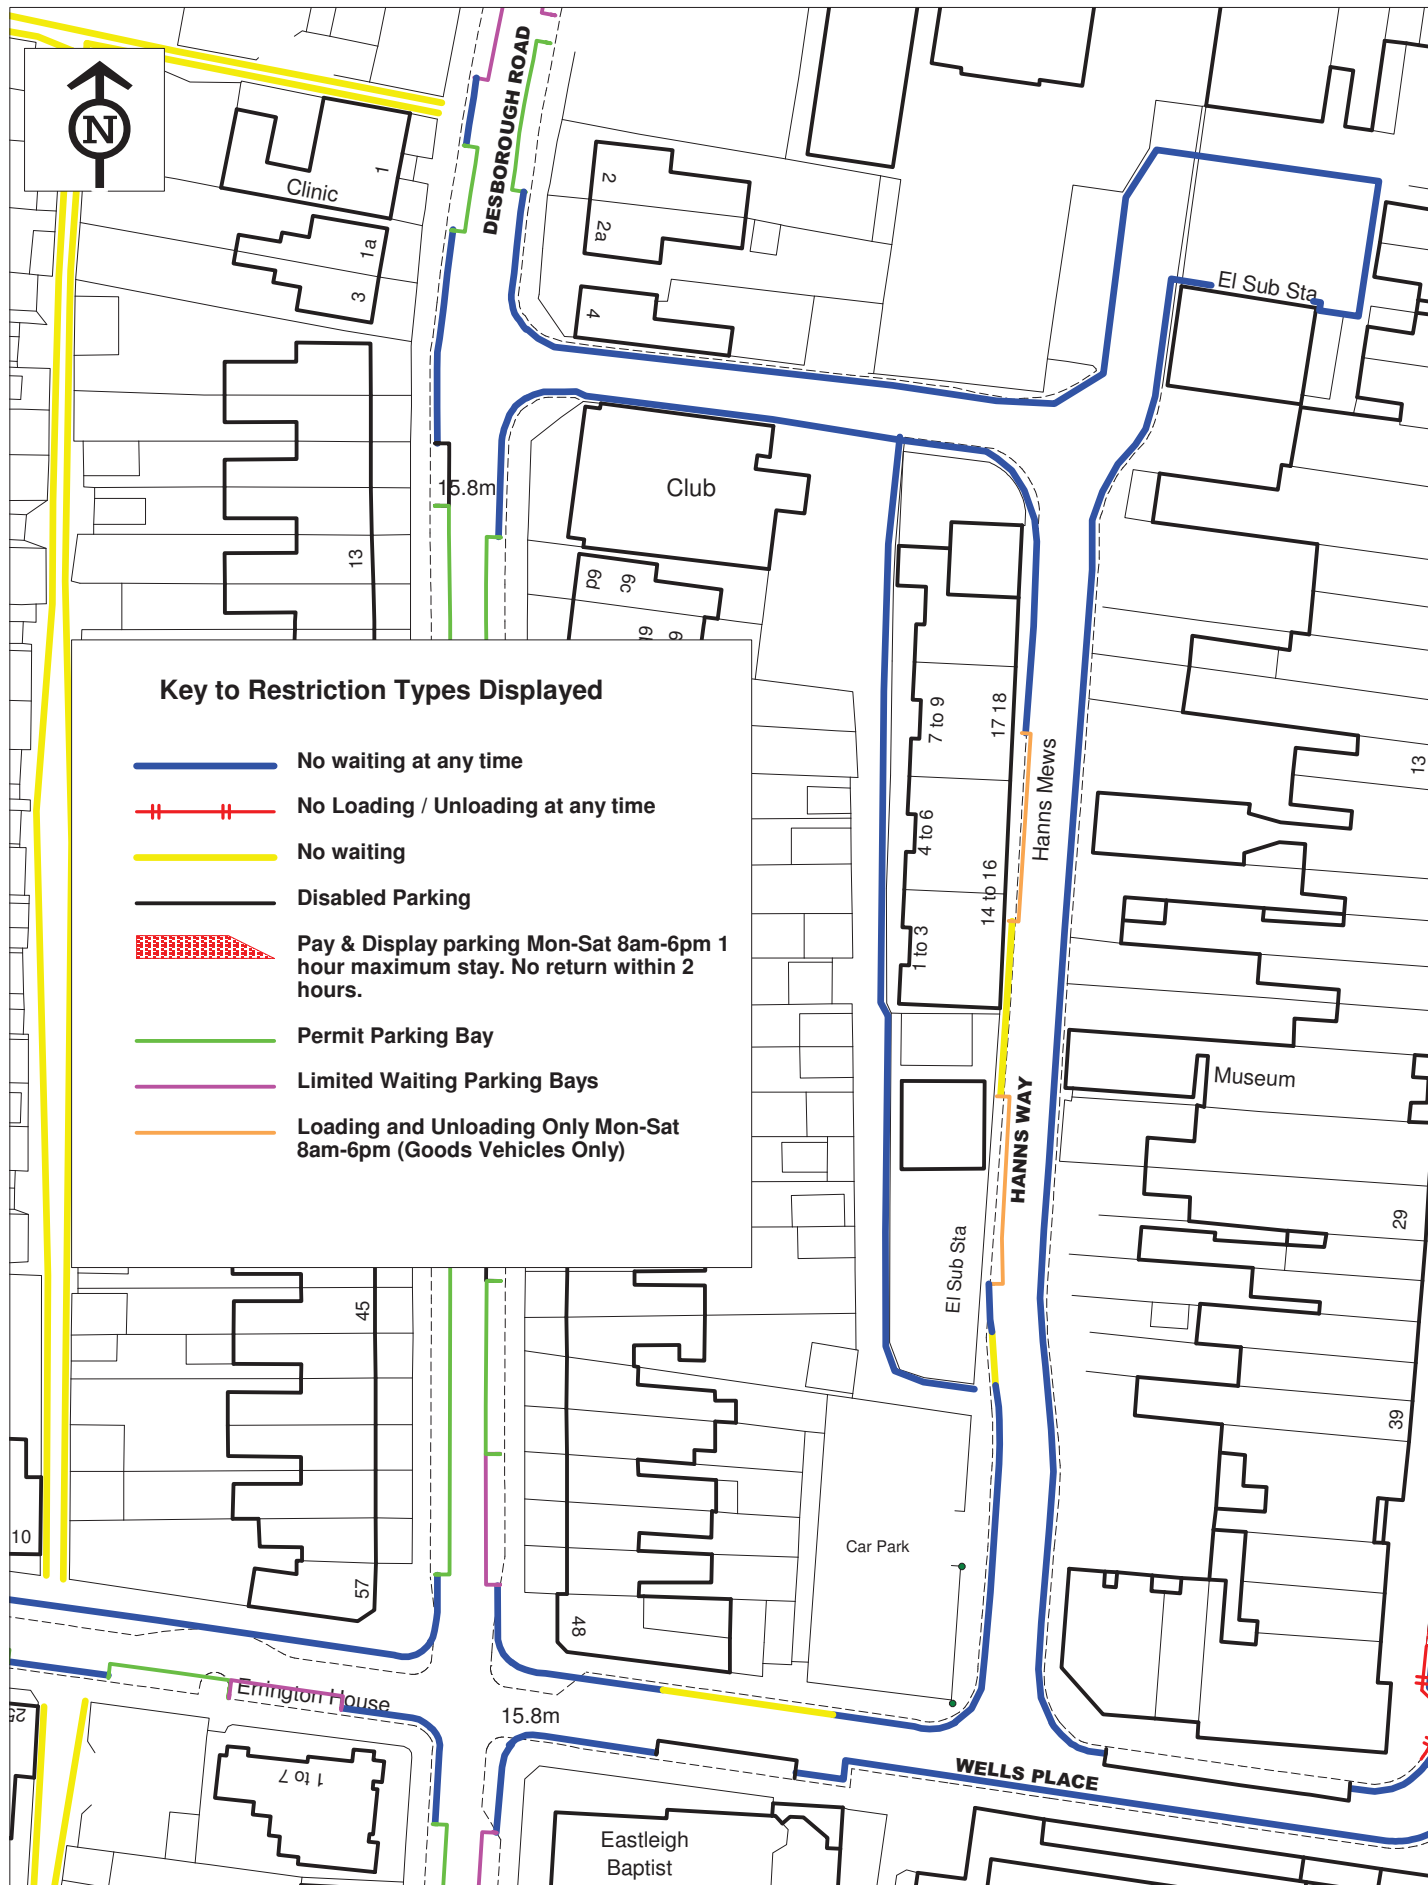 DESBOROUGH ROAD
N
Clinic
1
1a
3
2
2a
4
El Sub Sta
15.8m
Club
13
6d
6c
Key to Restriction Types Displayed
No waiting at any time
No Loading / Unloading at any time
No waiting
Disabled Parking
Pay & Display parking Mon-Sat 8am-6pm 1
hour maximum stay. No return within 2
hours.
Permit Parking Bay
Limited Waiting Parking Bays
Loading and Unloading Only Mon-Sat
8am-6pm (Goods Vehicles Only)
7 to 9
17 18
Hanns Mews
13
4 to 6
14 to 16
1 to 3
Museum
HANNS WAY
29
El Sub Sta
45
39
10
Car Park
57
48
Errington House
25
15.8m
1 to 7
WELLS PLACE
Eastleigh
Baptist